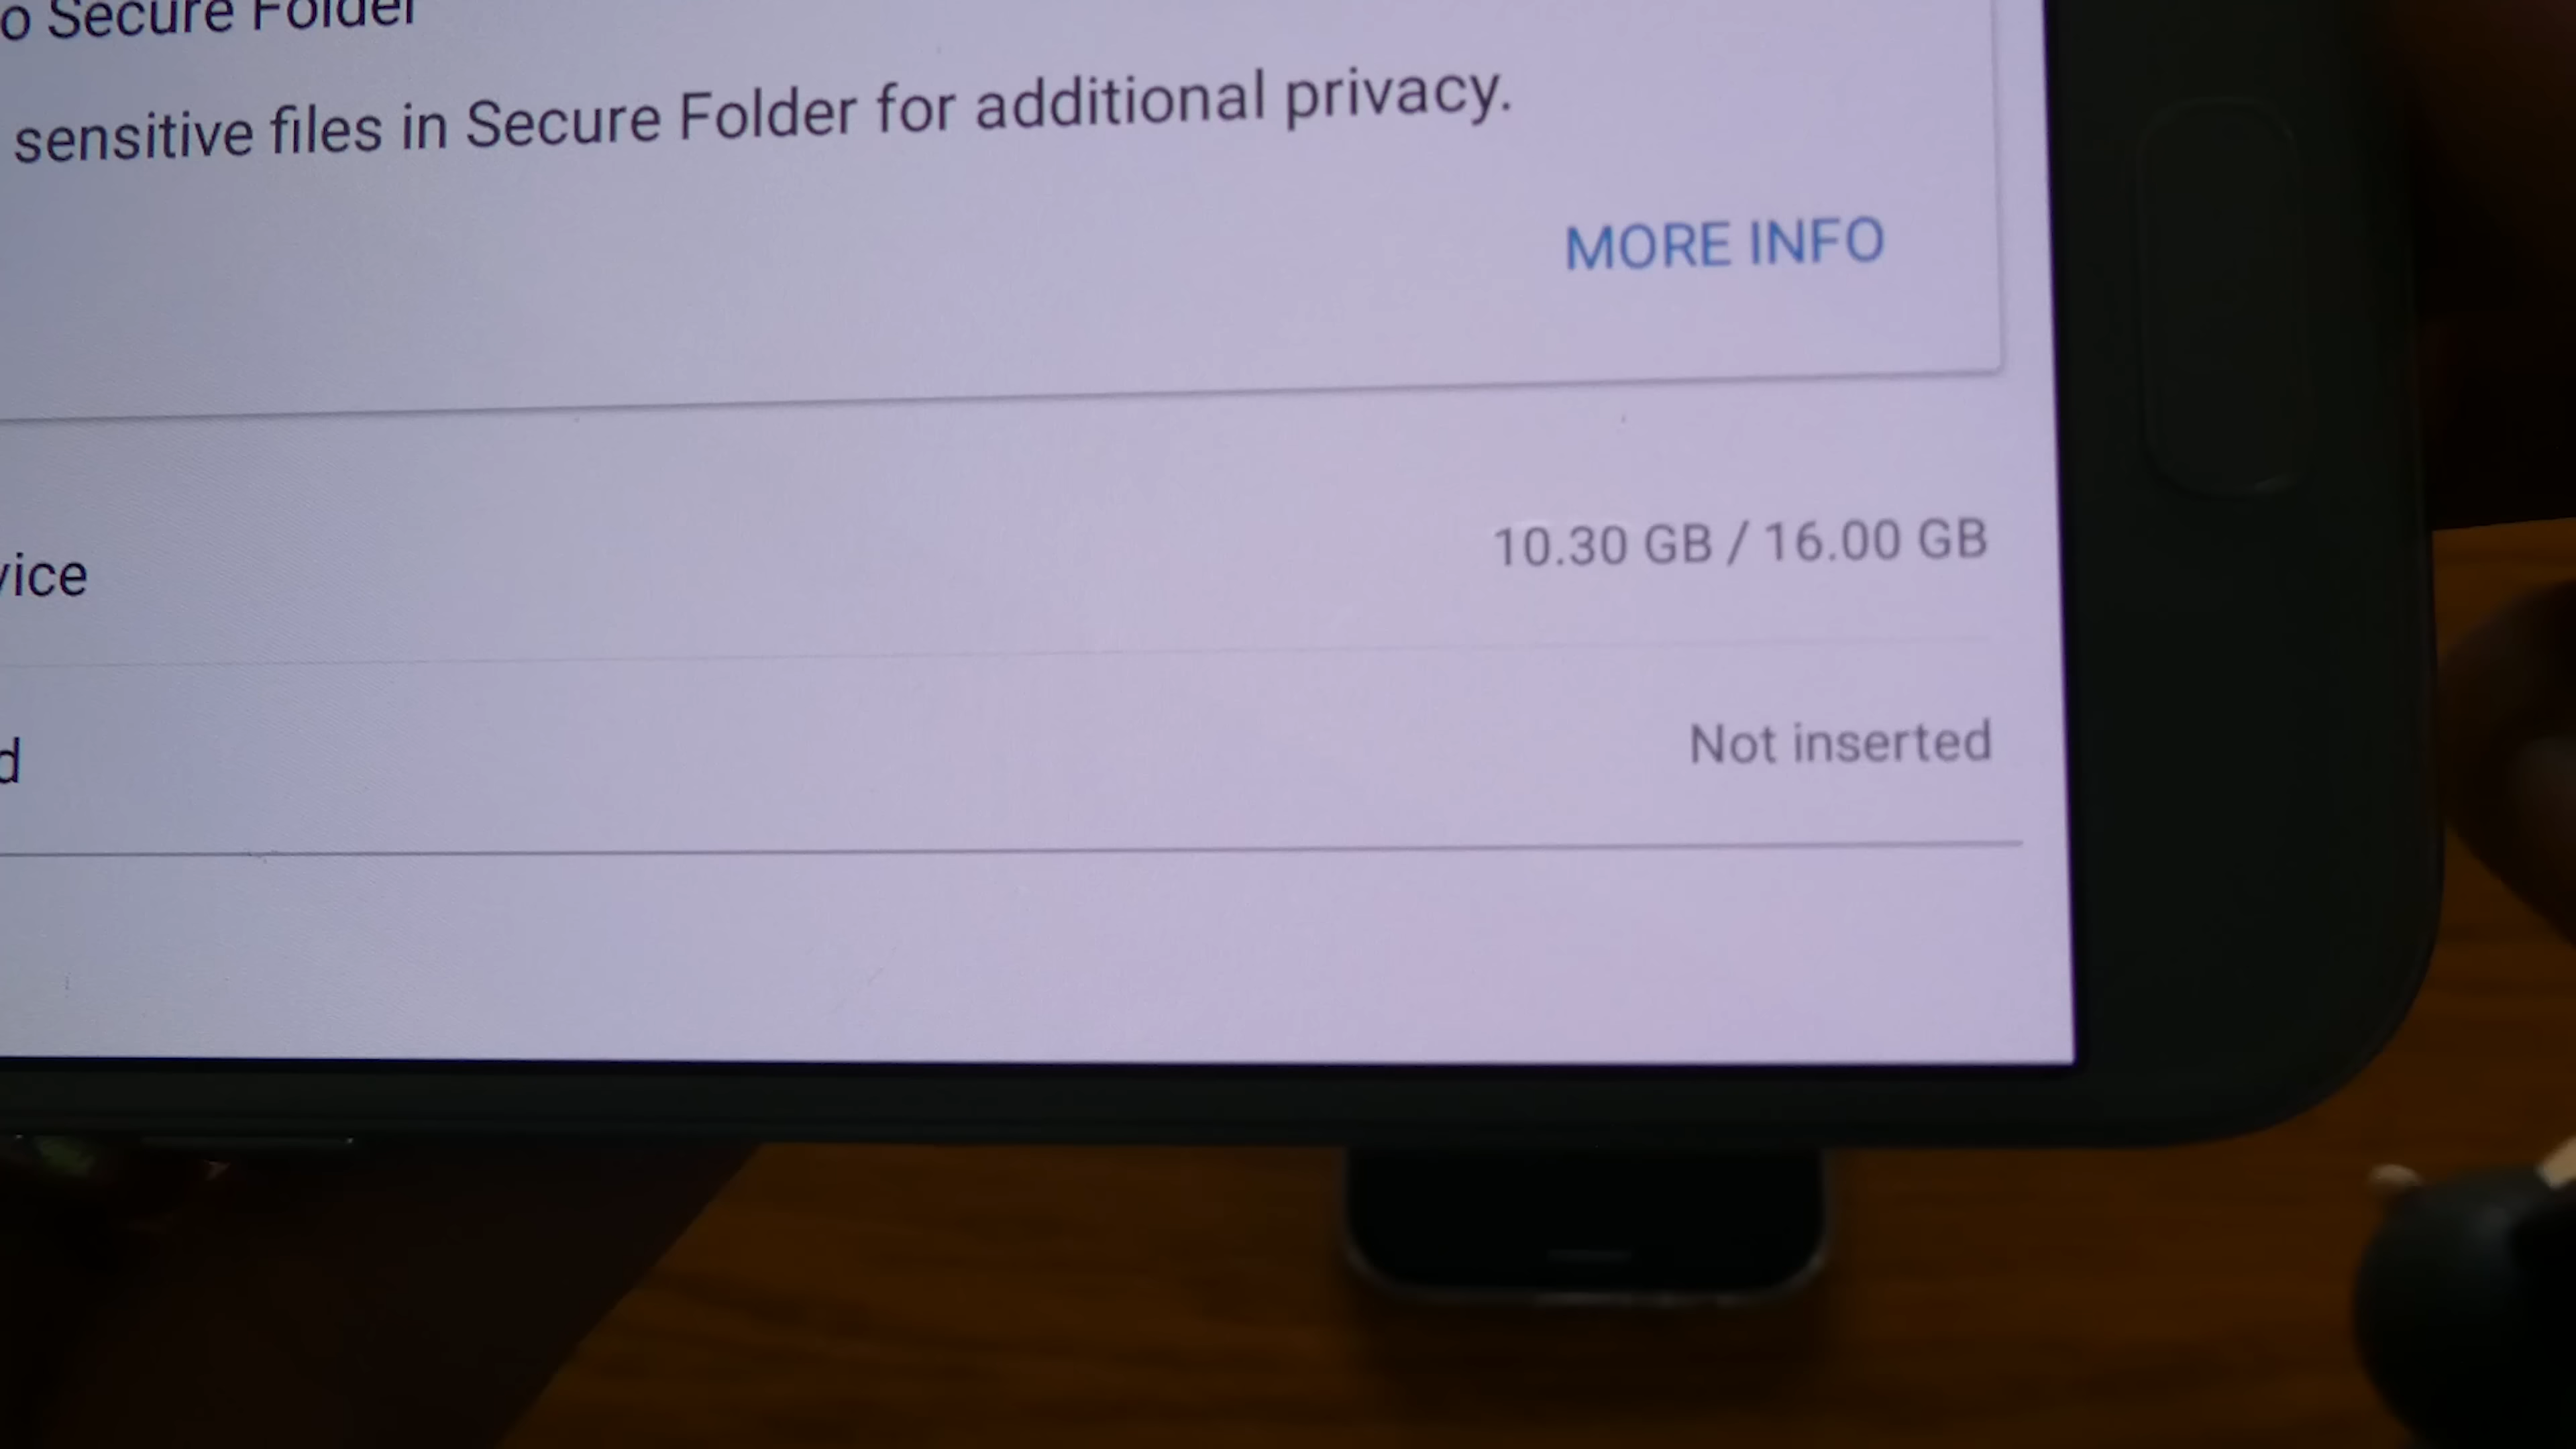 o Secure Folder
sensitive files in Secure Folder for additional privacy.
MORE INFO
vice 10.30 GB / 16.00 GB
d Not inserted